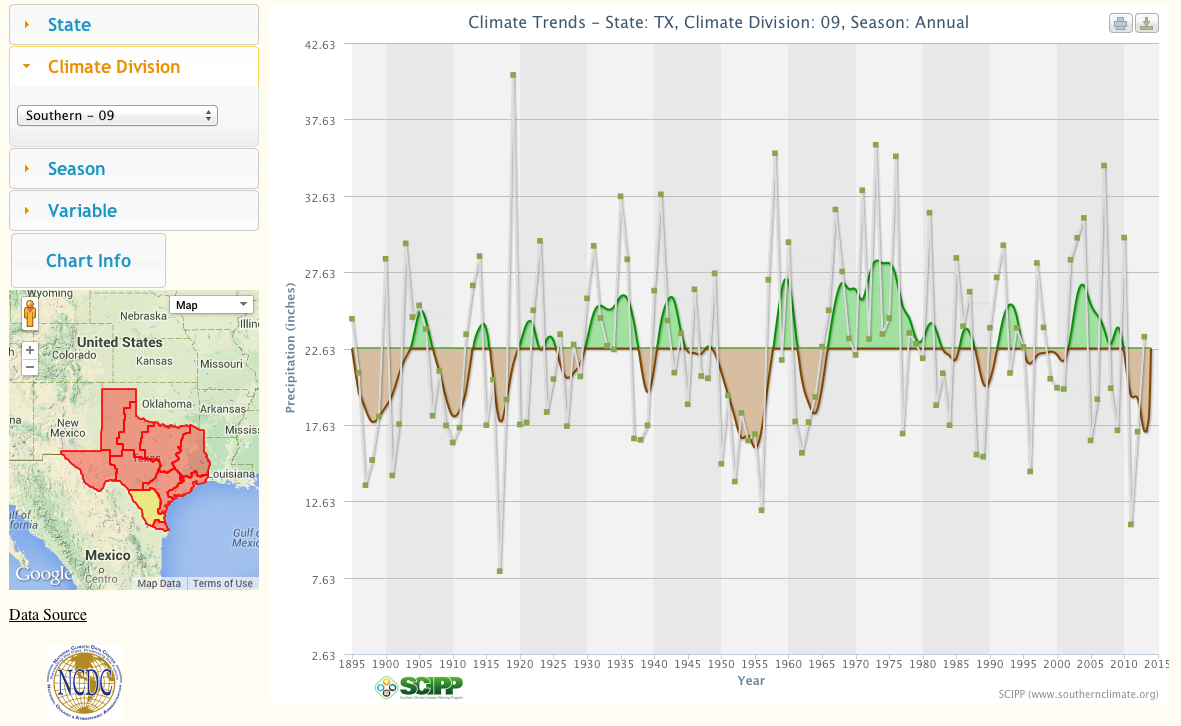 State
Climate Division
Southern - 09
Season
Variable
Chart Info
Wyoming
Map
Nebraska
United States
Colorado
Kansas
Missouri
Oklahoma
Arkansas
New
Mexico
Texas
Louisiana
Mexico
Centro
Google
Map Data
Terms of Use
Data Source
NCDC
Climate Trends - State: TX, Climate Division: 09, Season: Annual
42.63
37.63
32.63
27.63
22.63
17.63
12.63
7.63
2.63
Precipitation (inches)
1895 1900 1905 1910 1915 1920 1925 1930 1935 1940 1945 1950 1955 1960 1965 1970 1975 1980 1985 1990 1995 2000 2005 2010 2015
Year
SCIPP
SCIPP (www.southernclimate.org)